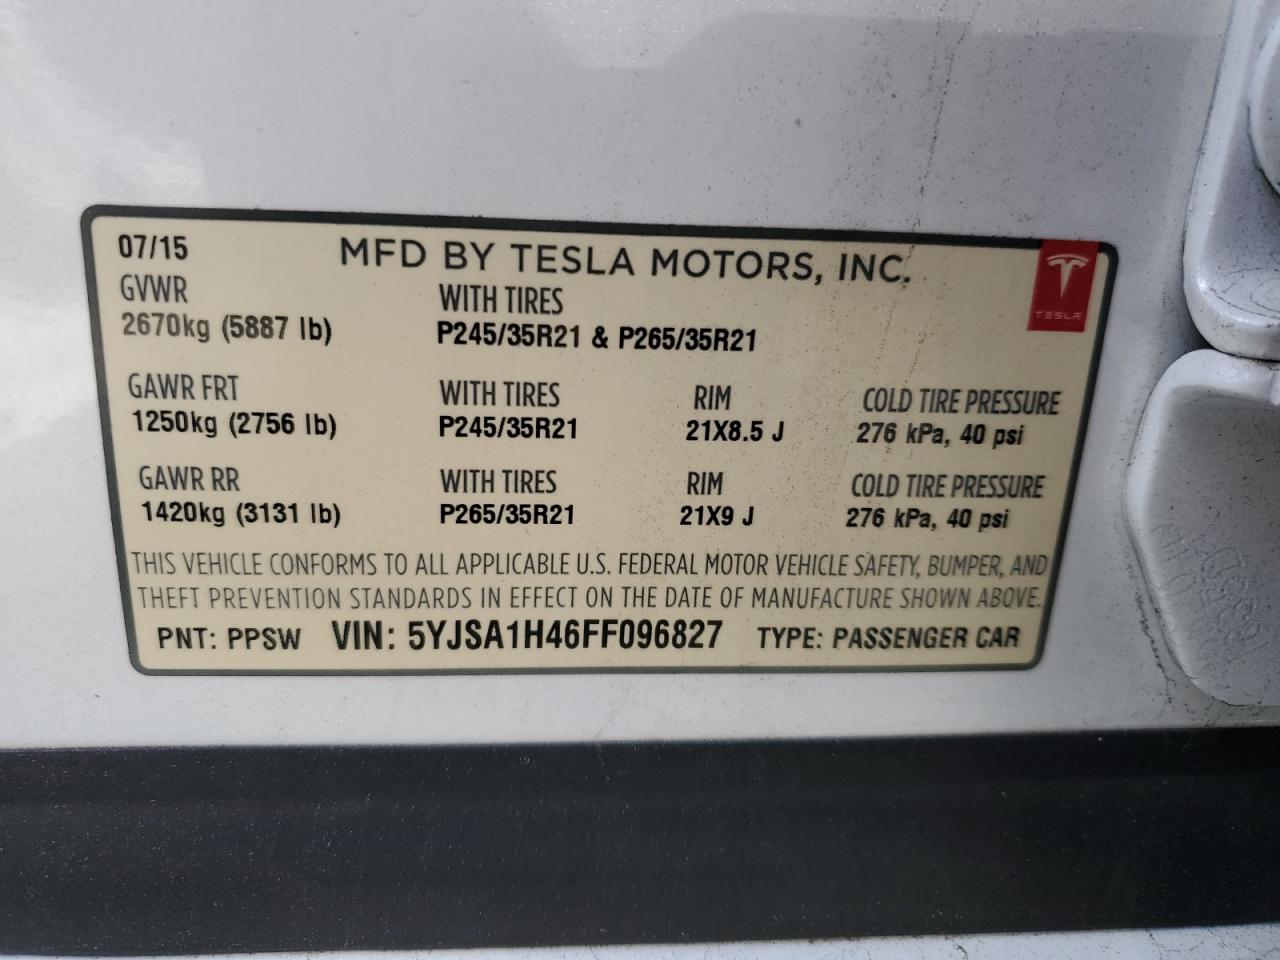 07/15 MFD BY TESLA MOTORS, INC.
TESLA
GVWR WITH TIRES
2670kg (5887 lb) P245/35R21 & P265/35R21
GAWR FRT WITH TIRES RIM COLD TIRE PRESSURE
1250kg (2756 lb) P245/35R21 21X8.5 J 276 kPa, 40 psi
GAWR RR WITH TIRES RIM COLD TIRE PRESSURE
1420kg (3131 lb) P265/35R21 21X9 J 276 kPa, 40 psi
THIS VEHICLE CONFORMS TO ALL APPLICABLE U.S. FEDERAL MOTOR VEHICLE SAFETY, BUMPER, AND
THEFT PREVENTION STANDARDS IN EFFECT ON THE DATE OF MANUFACTURE SHOWN ABOVE.
PNT: PPSW VIN: 5YJSA1H46FF096827 TYPE: PASSENGER CAR